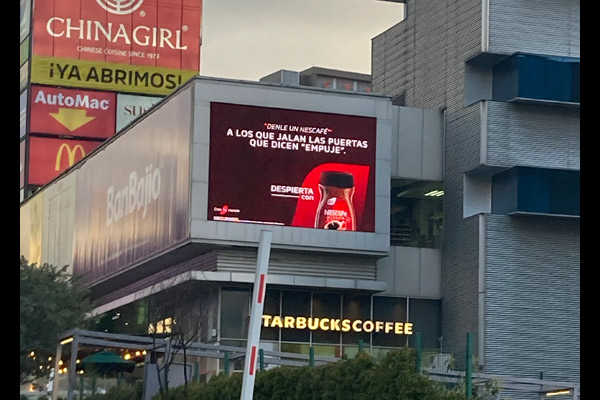 CHINAGIRL
CHINESE CUISINE SINCE 1973
¡YA ABRIMOS!
AutoMac
BanBajío
"DENLE UN NESCAFÉ"
A LOS QUE JALAN LAS PUERTAS
QUE DICEN "EMPUJE".
DESPIERTA
con
NESCAFÉ
TARBUCKS COFFEE